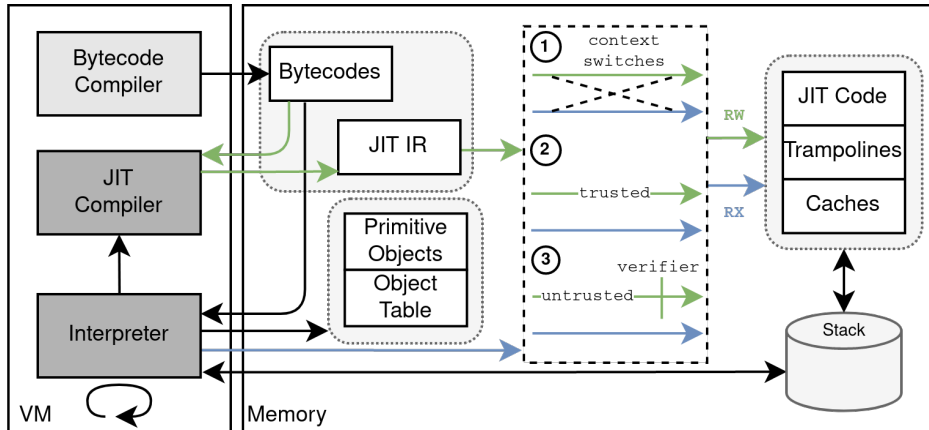 Bytecode
Compiler
JIT
Compiler
Interpreter
VM
Bytecodes
JIT IR
Primitive
Objects
Object
Table
Memory
1
context
switches
2
trusted
3
verifier
untrusted
RW
RX
JIT Code
Trampolines
Caches
Stack